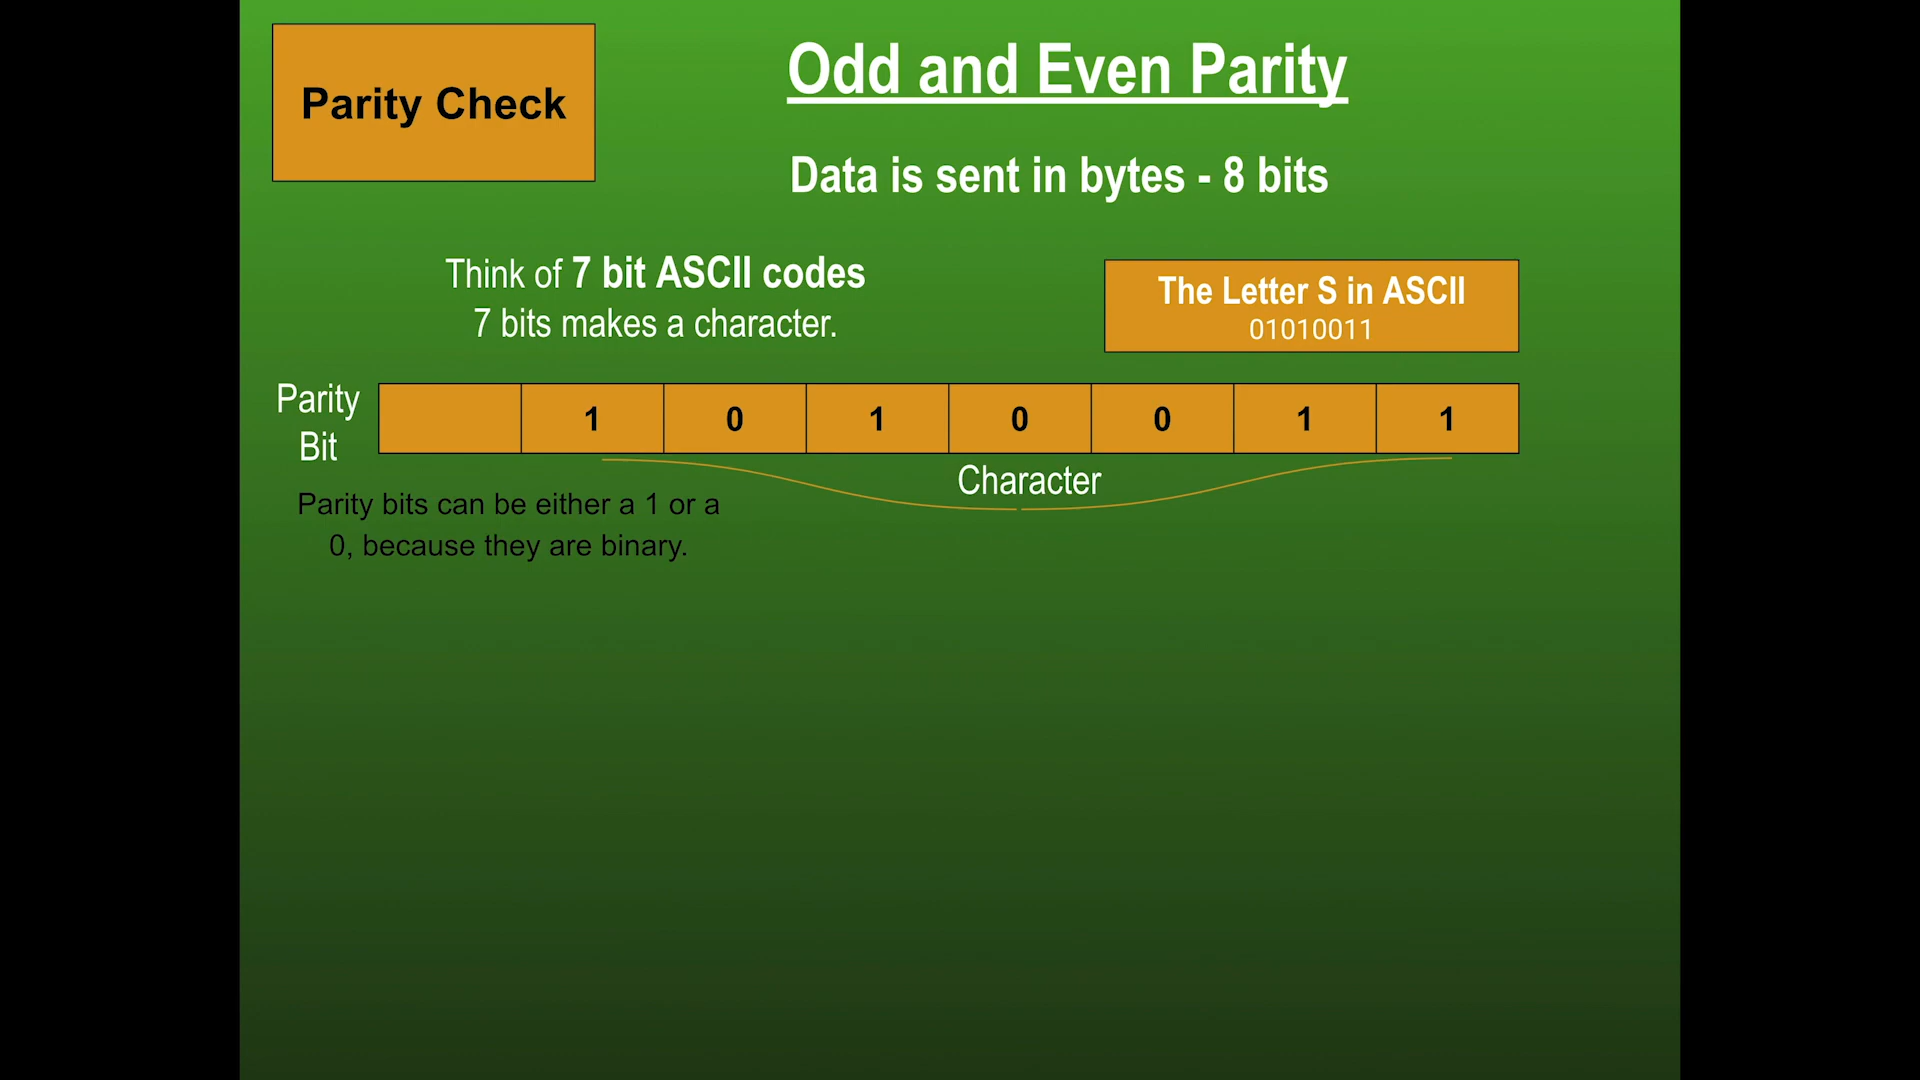 Parity Check
Odd and Even Parity
Data is sent in bytes - 8 bits
Think of 7 bit ASCII codes
7 bits makes a character.
The Letter S in ASCII
01010011
Parity
Bit
1 0 1 0 0 1 1
Character
Parity bits can be either a 1 or a
0, because they are binary.